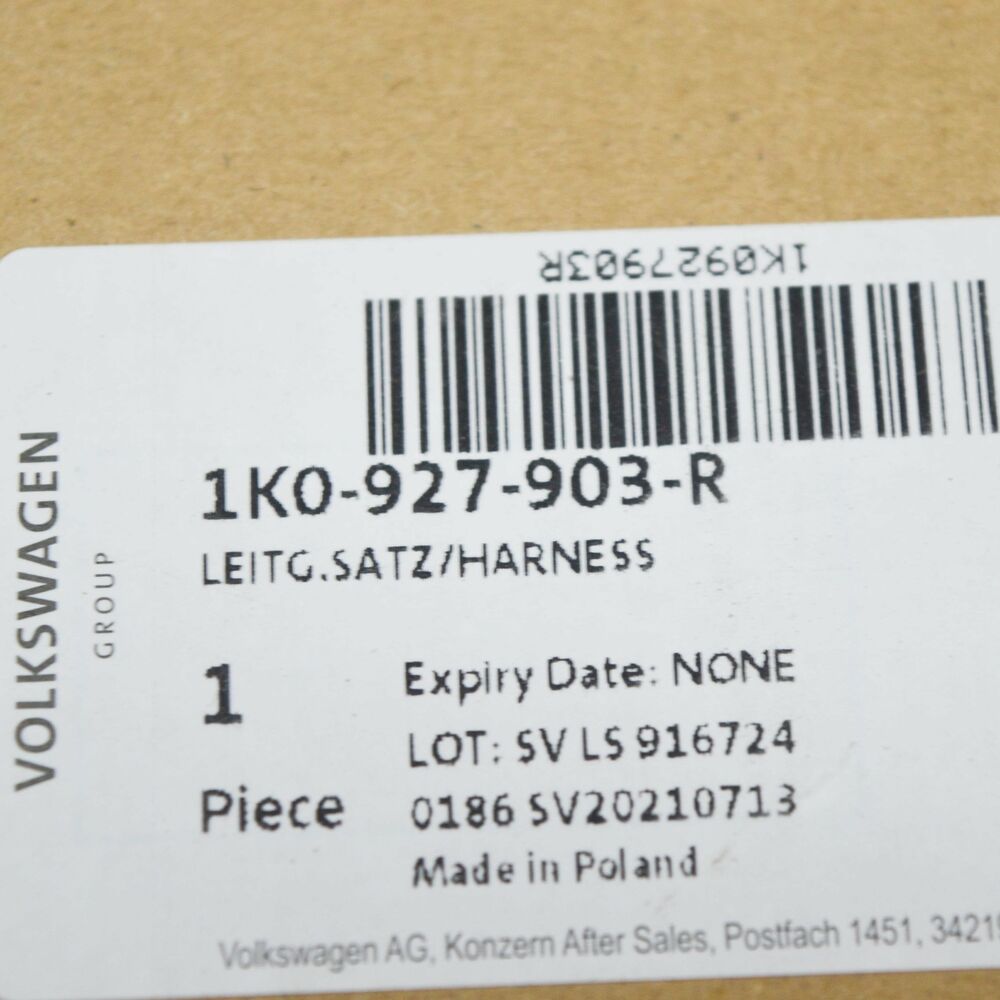 1K0927903R
1K0-927-903-R
LEITG.SATZ/HARNESS
VOLKSWAGEN
GROUP
1
Piece
Expiry Date: NONE
LOT: SV LS 916724
0186 SV20210713
Made in Poland
Volkswagen AG, Konzern After Sales, Postfach 1451, 34219